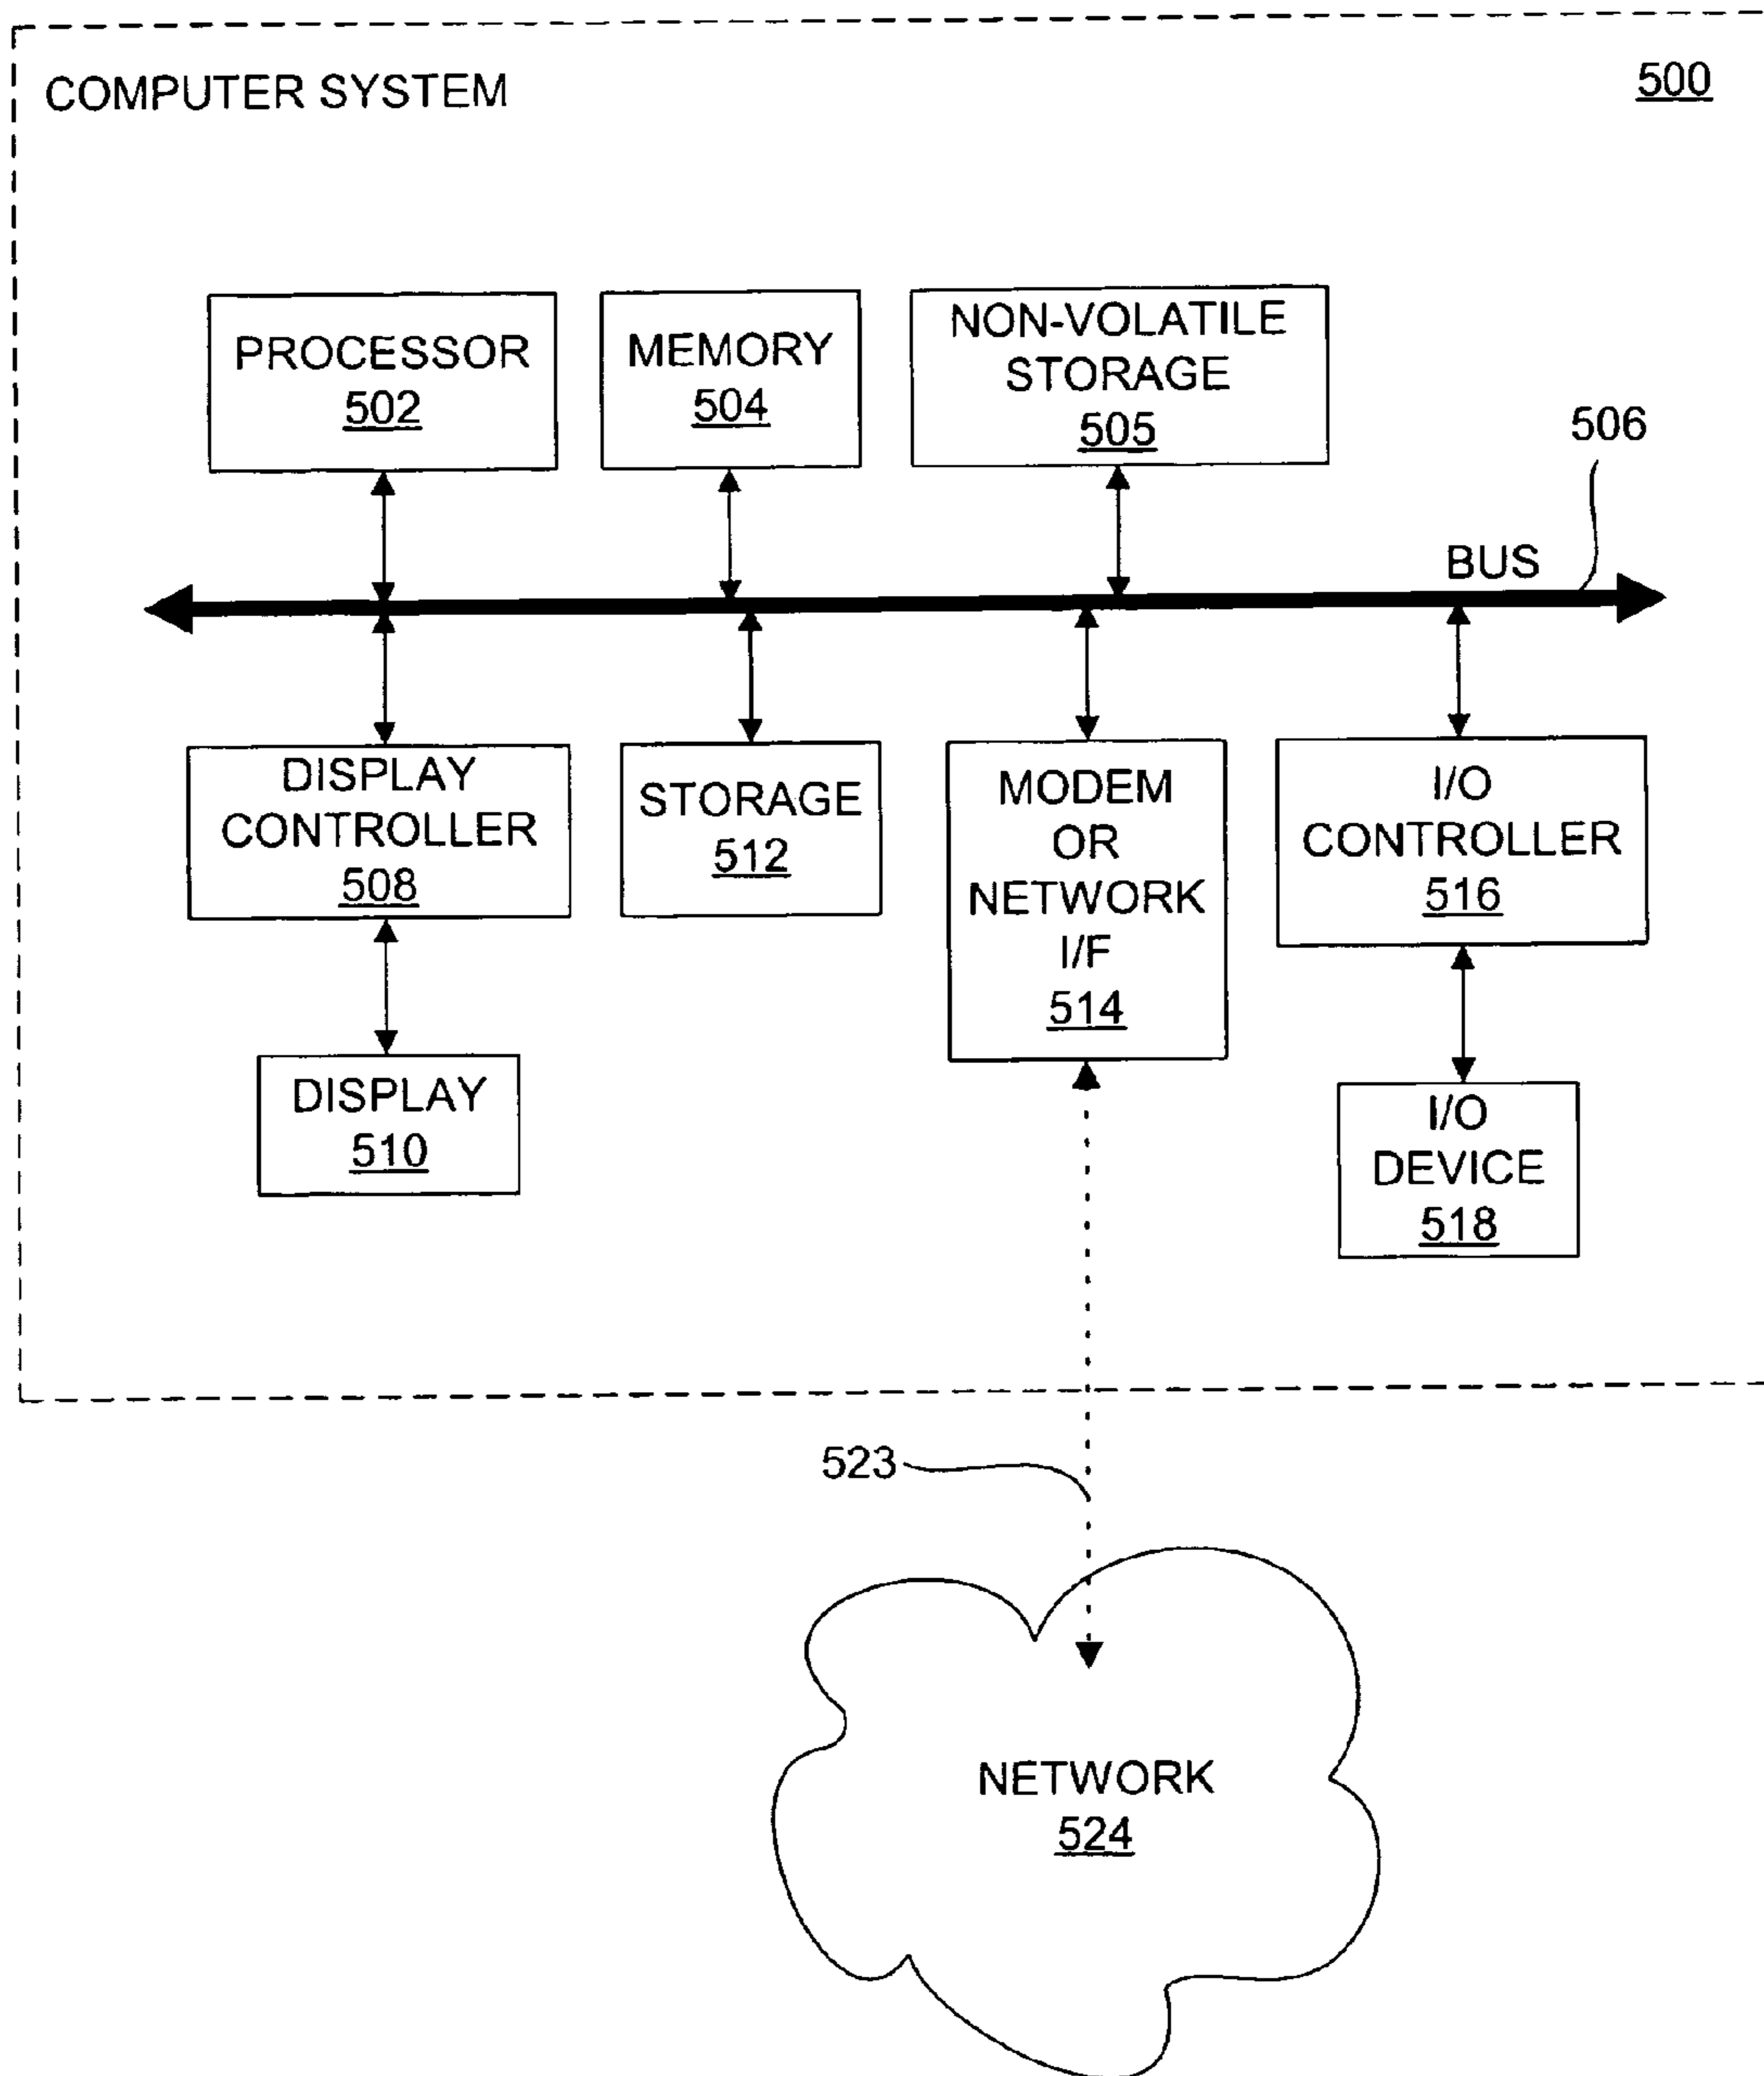 COMPUTER SYSTEM
500
PROCESSOR
502
MEMORY
504
NON-VOLATILE
STORAGE
505
506
BUS
DISPLAY
CONTROLLER
508
STORAGE
512
MODEM
OR
NETWORK
I/F
514
I/O
CONTROLLER
516
DISPLAY
510
I/O
DEVICE
518
523
NETWORK
524